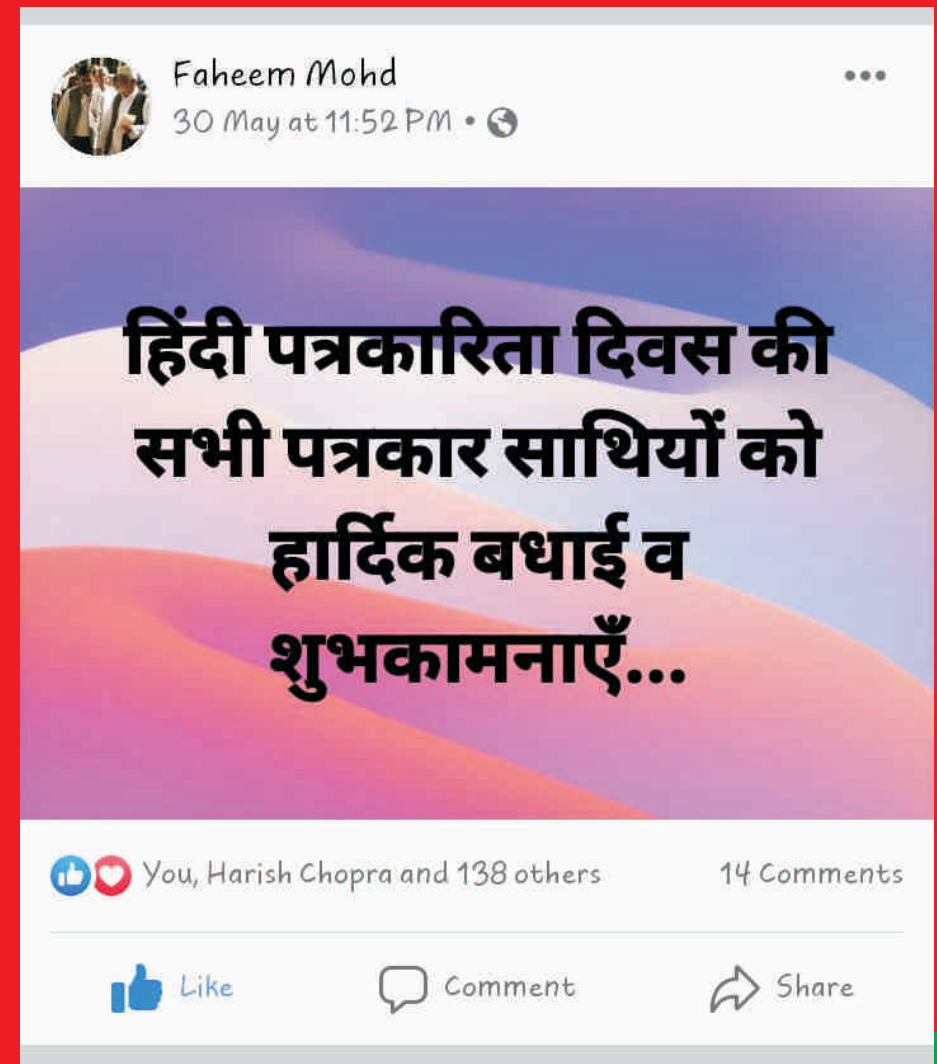 Faheem Mohd
30 May at 11:52 PM •
हिंदी पत्रकारिता दिवस की
सभी पत्रकार साथियों को
हार्दिक बधाई व
शुभकामनाएँ...
You, Harish Chopra and 138 others 14 Comments
Like Comment Share